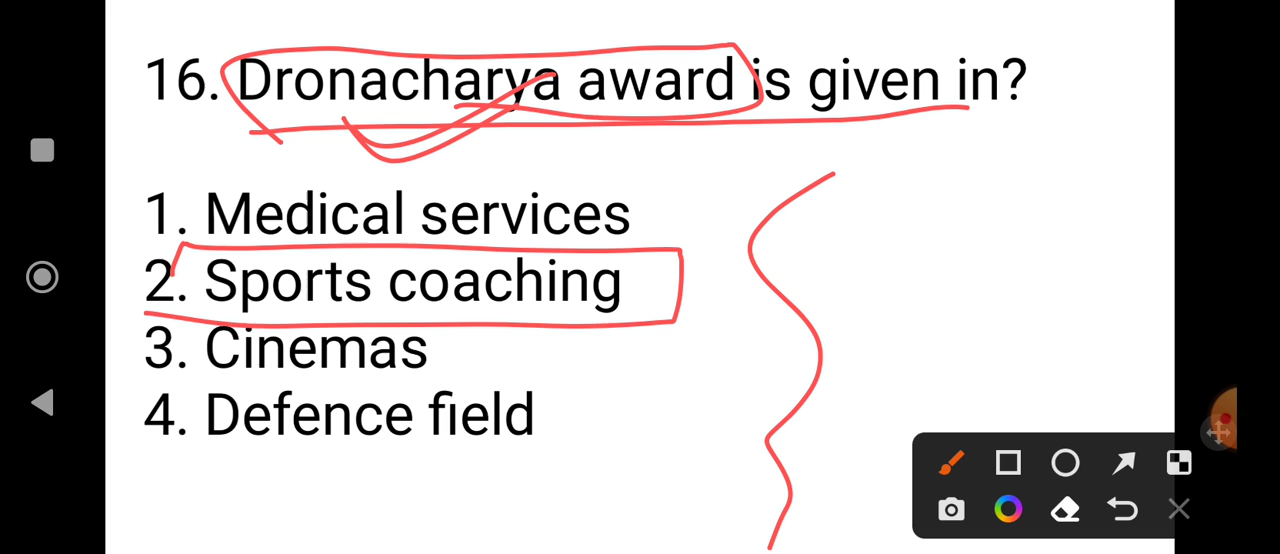 16. Dronacharya award is given in?
1. Medical services
2. Sports coaching
3. Cinemas
4. Defence field